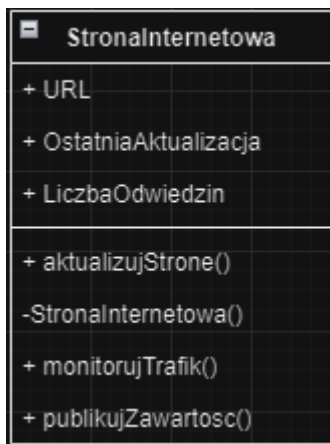 StronaInternetowa
+ URL
+ OstatniaAktualizacja
+ LiczbaOdwiedzin
+ aktualizujStrone()
-StronaInternetowa()
+ monitorujTrafik()
+ publikujZawartosc()